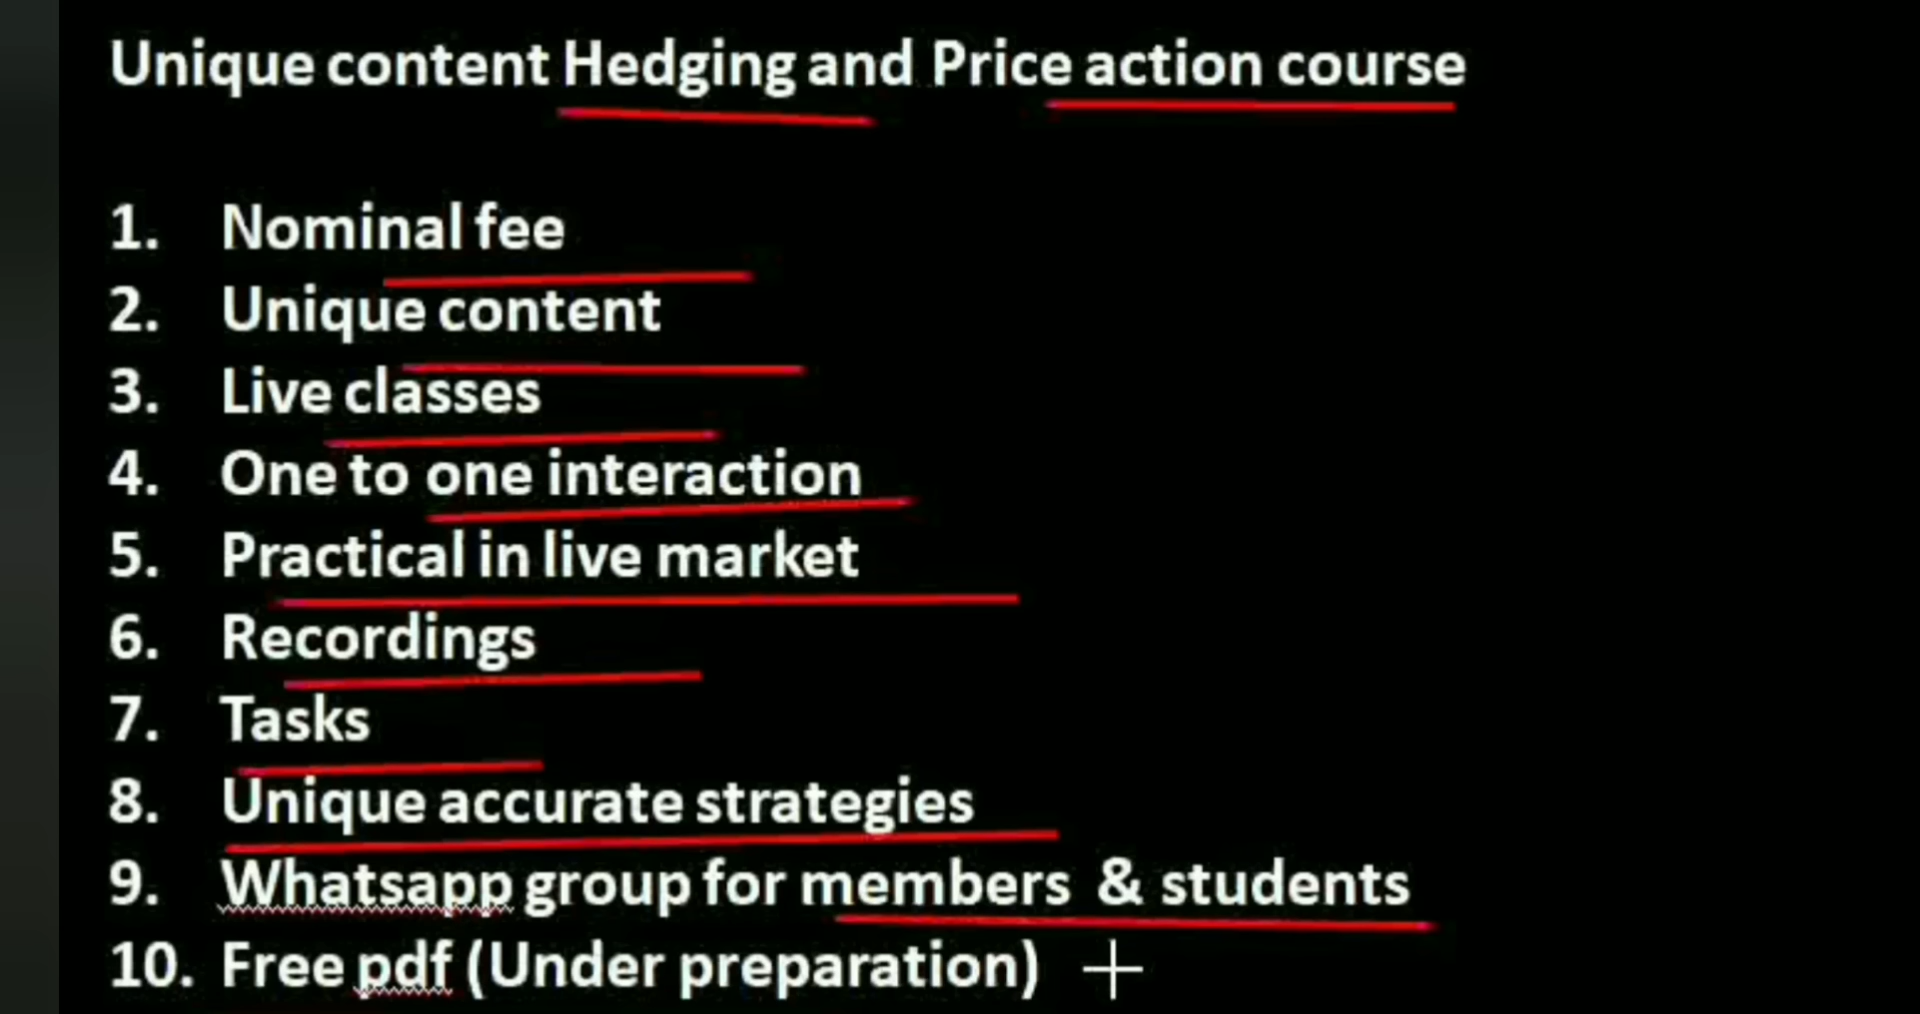 Unique content Hedging and Price action course
1. Nominal fee
2. Unique content
3. Live classes
4. One to one interaction
5. Practical in live market
6. Recordings
7. Tasks
8. Unique accurate strategies
9. Whatsapp group for members & students
10. Free pdf (Under preparation)